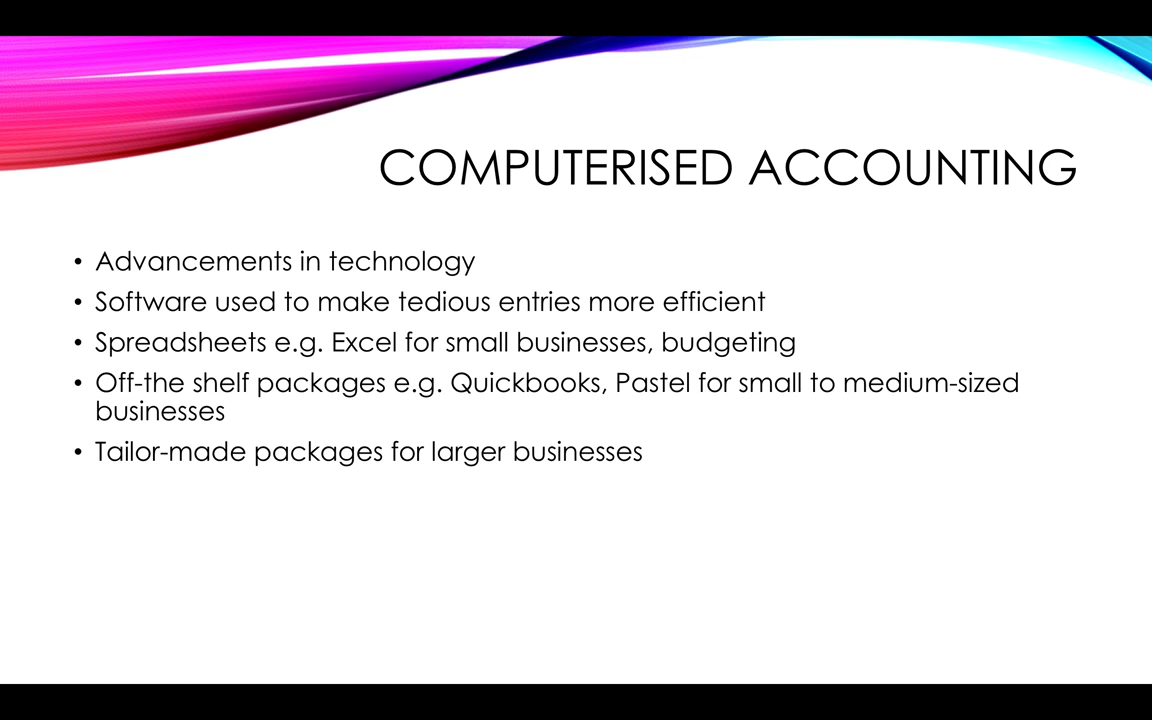 COMPUTERISED ACCOUNTING
• Advancements in technology
• Software used to make tedious entries more efficient
• Spreadsheets e.g. Excel for small businesses, budgeting
• Off-the shelf packages e.g. Quickbooks, Pastel for small to medium-sized
businesses
• Tailor-made packages for larger businesses